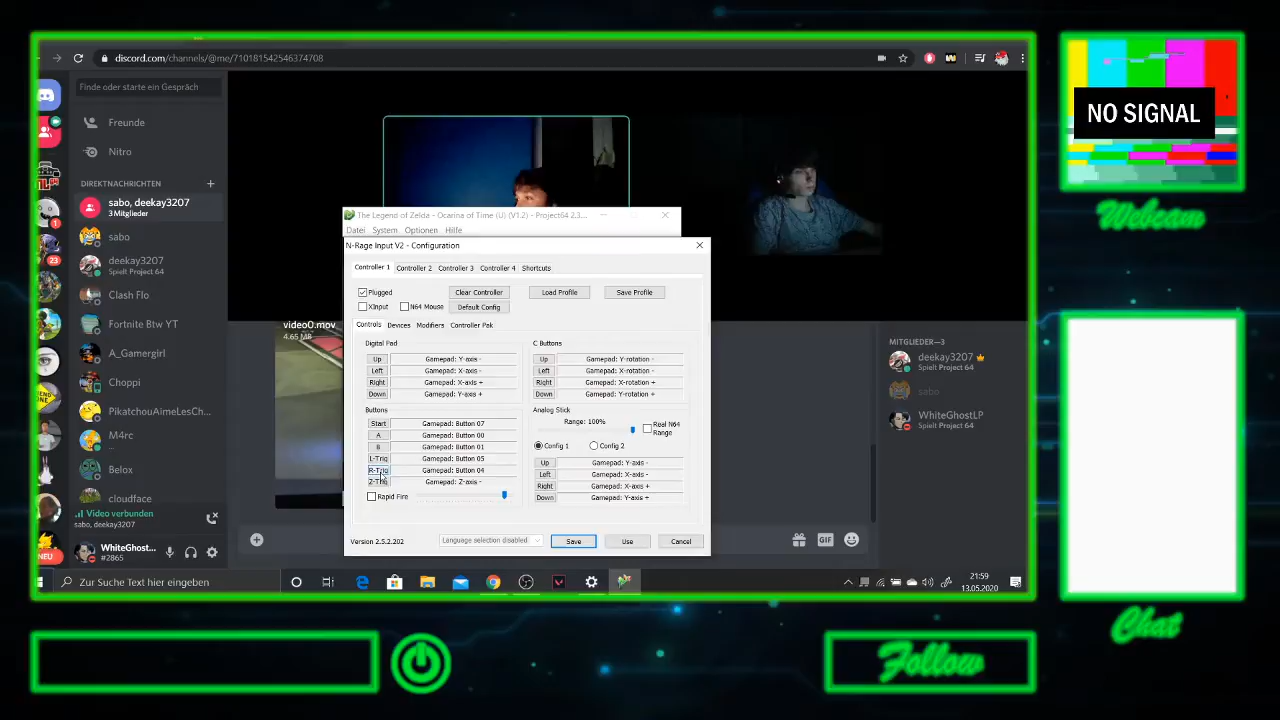 discord.com/channels/@me/710181542546374708
Finde oder starte ein Gespräch
Freunde
Nitro
DIREKTNACHRICHTEN
sabo, deekay3207
3 Mitglieder
sabo
deekay3207
Spielt Project 64
Clash Flo
Fortnite Btw YT
A_Gamergirl
Choppi
PikatchouAimeLesCh...
M4rc
Belox
cloudface
Video verbunden
sabo, deekay3207
WhiteGhost...
#2865
1
23
NEU
video0.mov
4.65 MB
The Legend of Zelda - Ocarina of Time (U) (V1.2) - Project64 2.3...
Datei System Optionen Hilfe
N-Rage Input V2 - Configuration
Controller 1 Controller 2 Controller 3 Controller 4 Shortcuts
Plugged Clear Controller Load Profile Save Profile
XInput N64 Mouse Default Config
Controls Devices Modifiers Controller Pak
Digital Pad
Up Gamepad: Y-axis -
Left Gamepad: X-axis -
Right Gamepad: X-axis +
Down Gamepad: Y-axis +
Buttons
Start Gamepad: Button 07
A Gamepad: Button 00
B Gamepad: Button 01
L-Trig Gamepad: Button 05
R-Trig Gamepad: Button 04
Z-Trig Gamepad: Z-axis -
Rapid Fire
C Buttons
Up Gamepad: Y-rotation -
Left Gamepad: X-rotation -
Right Gamepad: X-rotation +
Down Gamepad: Y-rotation +
Analog Stick
Range: 100%
Real N64
Range
Config 1 Config 2
Up Gamepad: Y-axis -
Left Gamepad: X-axis -
Right Gamepad: X-axis +
Down Gamepad: Y-axis +
Version 2.5.2.202 Language selection disabled Save Use Cancel
MITGLIEDER—3
deekay3207
Spielt Project 64
sabo
WhiteGhostLP
Spielt Project 64
GIF
Zur Suche Text hier eingeben
21:59
13.05.2020
NO SIGNAL
Webcam
Chat
Follow